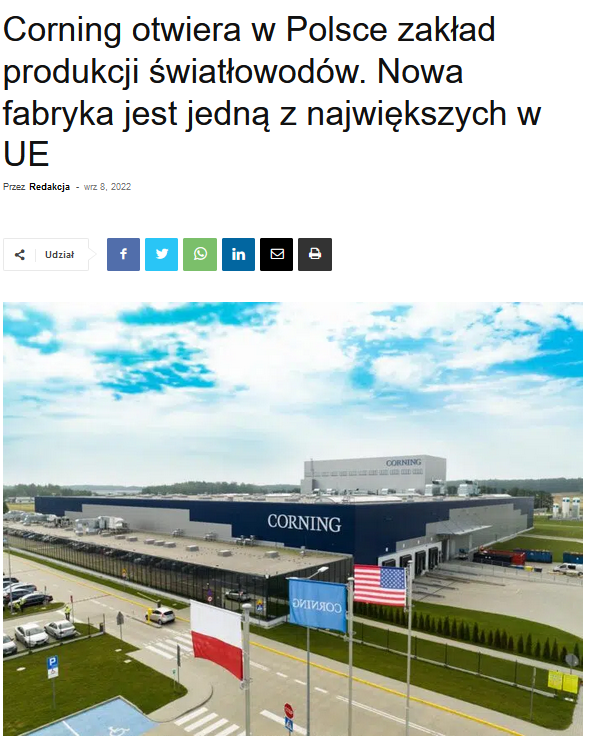 Corning otwiera w Polsce zakład
produkcji światłowodów. Nowa
fabryka jest jedną z największych w
UE
Przez Redakcja - wrz 8, 2022
Udział
CORNING
CORNING
CORNING
P